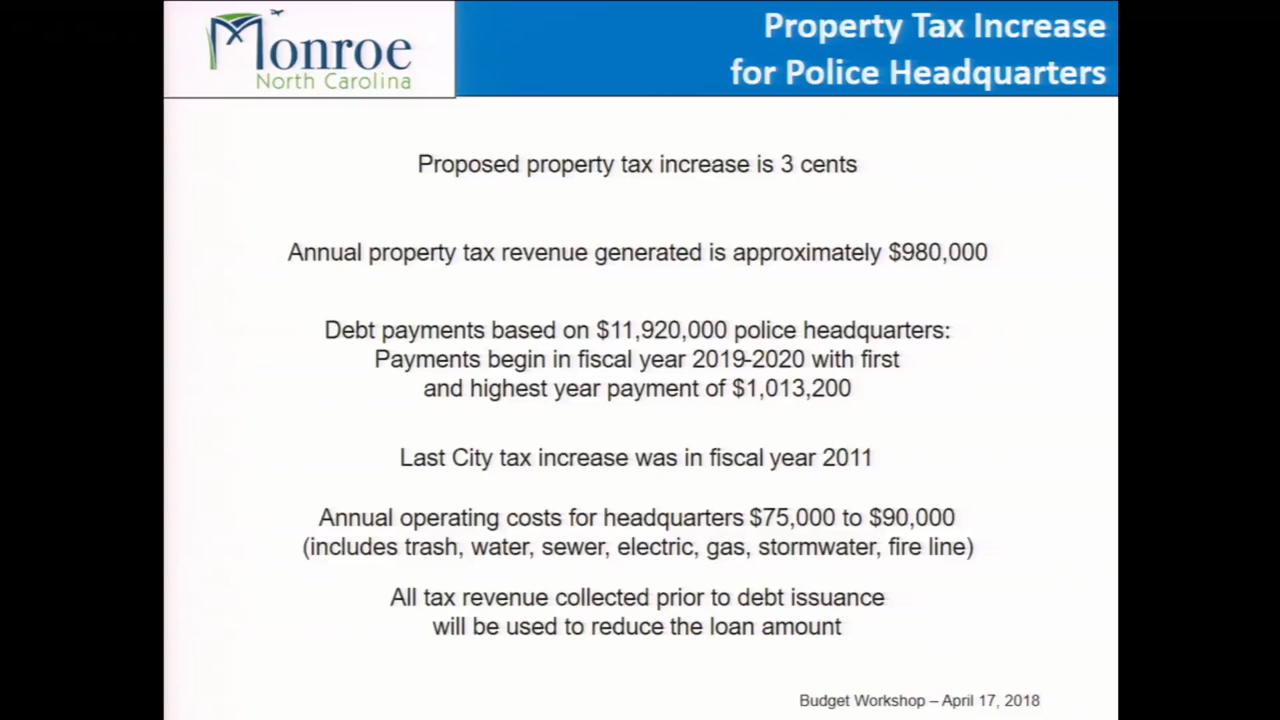 Monroe
North Carolina
Property Tax Increase
for Police Headquarters
Proposed property tax increase is 3 cents
Annual property tax revenue generated is approximately $980,000
Debt payments based on $11,920,000 police headquarters:
Payments begin in fiscal year 2019-2020 with first
and highest year payment of $1,013,200
Last City tax increase was in fiscal year 2011
Annual operating costs for headquarters $75,000 to $90,000
(includes trash, water, sewer, electric, gas, stormwater, fire line)
All tax revenue collected prior to debt issuance
will be used to reduce the loan amount
Budget Workshop – April 17, 2018